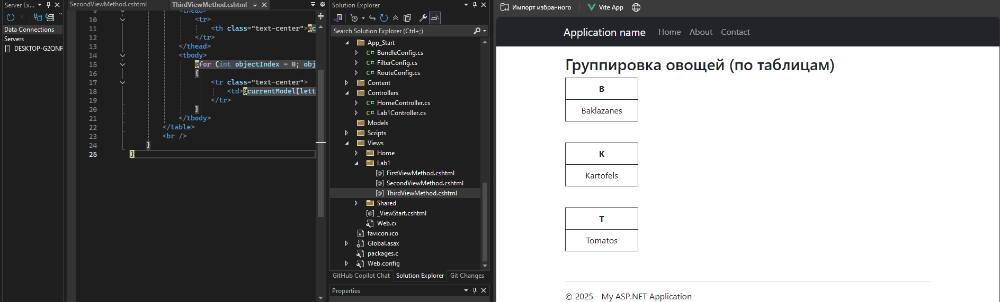 Server Ex...
Data Connections
Servers
DESKTOP-G2QNR
SecondViewMethod.cshtml
ThirdViewMethod.cshtml
9 <thead>
10 <tr>
11 <th class="text-center">@c
12 </tr>
13 </thead>
14 <tbody>
15 @for (int objectIndex = 0; obj
16 {
17 <tr class="text-center">
18 <td>@currentModel[lett
19 </tr>
20 }
21 </tbody>
22 </table>
23 <br />
24 }
25 }
Solution Explorer
Search Solution Explorer (Ctrl+;)
App_Start
C# BundleConfig.cs
C# FilterConfig.cs
C# RouteConfig.cs
Content
Controllers
C# HomeController.cs
C# Lab1Controller.cs
Models
Scripts
Views
Home
Lab1
[@] FirstViewMethod.cshtml
[@] SecondViewMethod.cshtml
[@] ThirdViewMethod.cshtml
Shared
[@] _ViewStart.cshtml
Web.cc
favicon.ico
Global.asax
packages.c
Web.config
GitHub Copilot Chat
Solution Explorer
Git Changes
Properties
Импорт избранного
Vite App
Application name
Home
About
Contact
Группировка овощей (по таблицам)
B
Baklazanes
K
Kartofels
T
Tomatos
© 2025 - My ASP.NET Application